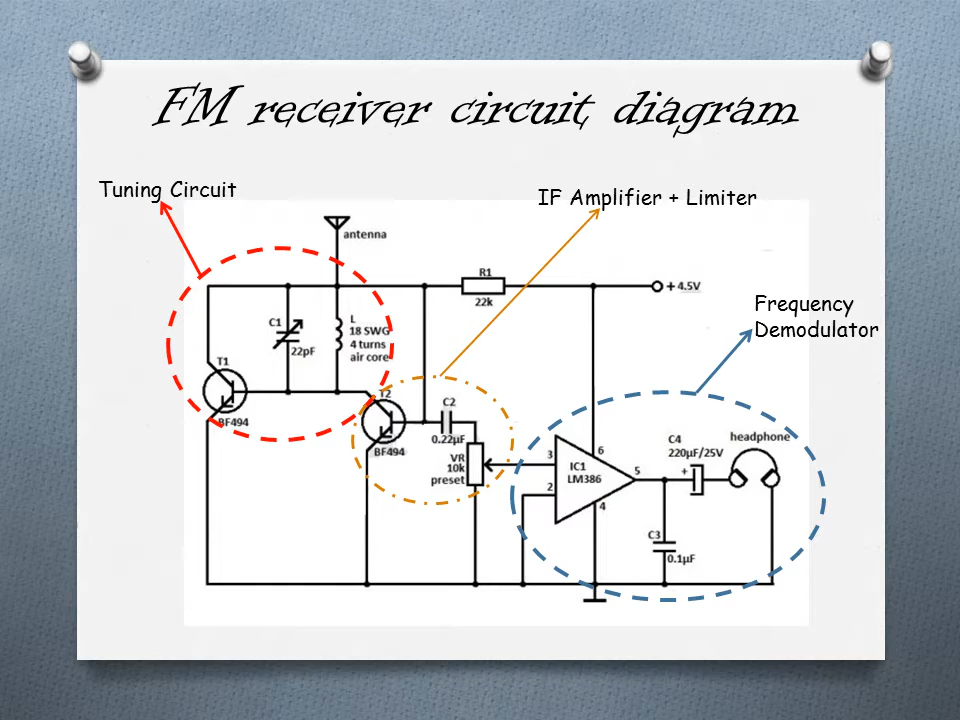 FM receiver circuit diagram
Tuning Circuit
IF Amplifier + Limiter
antenna
R1
22k
+ 4.5V
Frequency
Demodulator
C1
22pF
L
18 SWG
4 turns
air core
T1
BF494
T2
BF494
C2
0.22µF
VR
10k
preset
3
2
6
IC1
LM386
5
4
C4
220µF/25V
+
headphone
C3
0.1µF